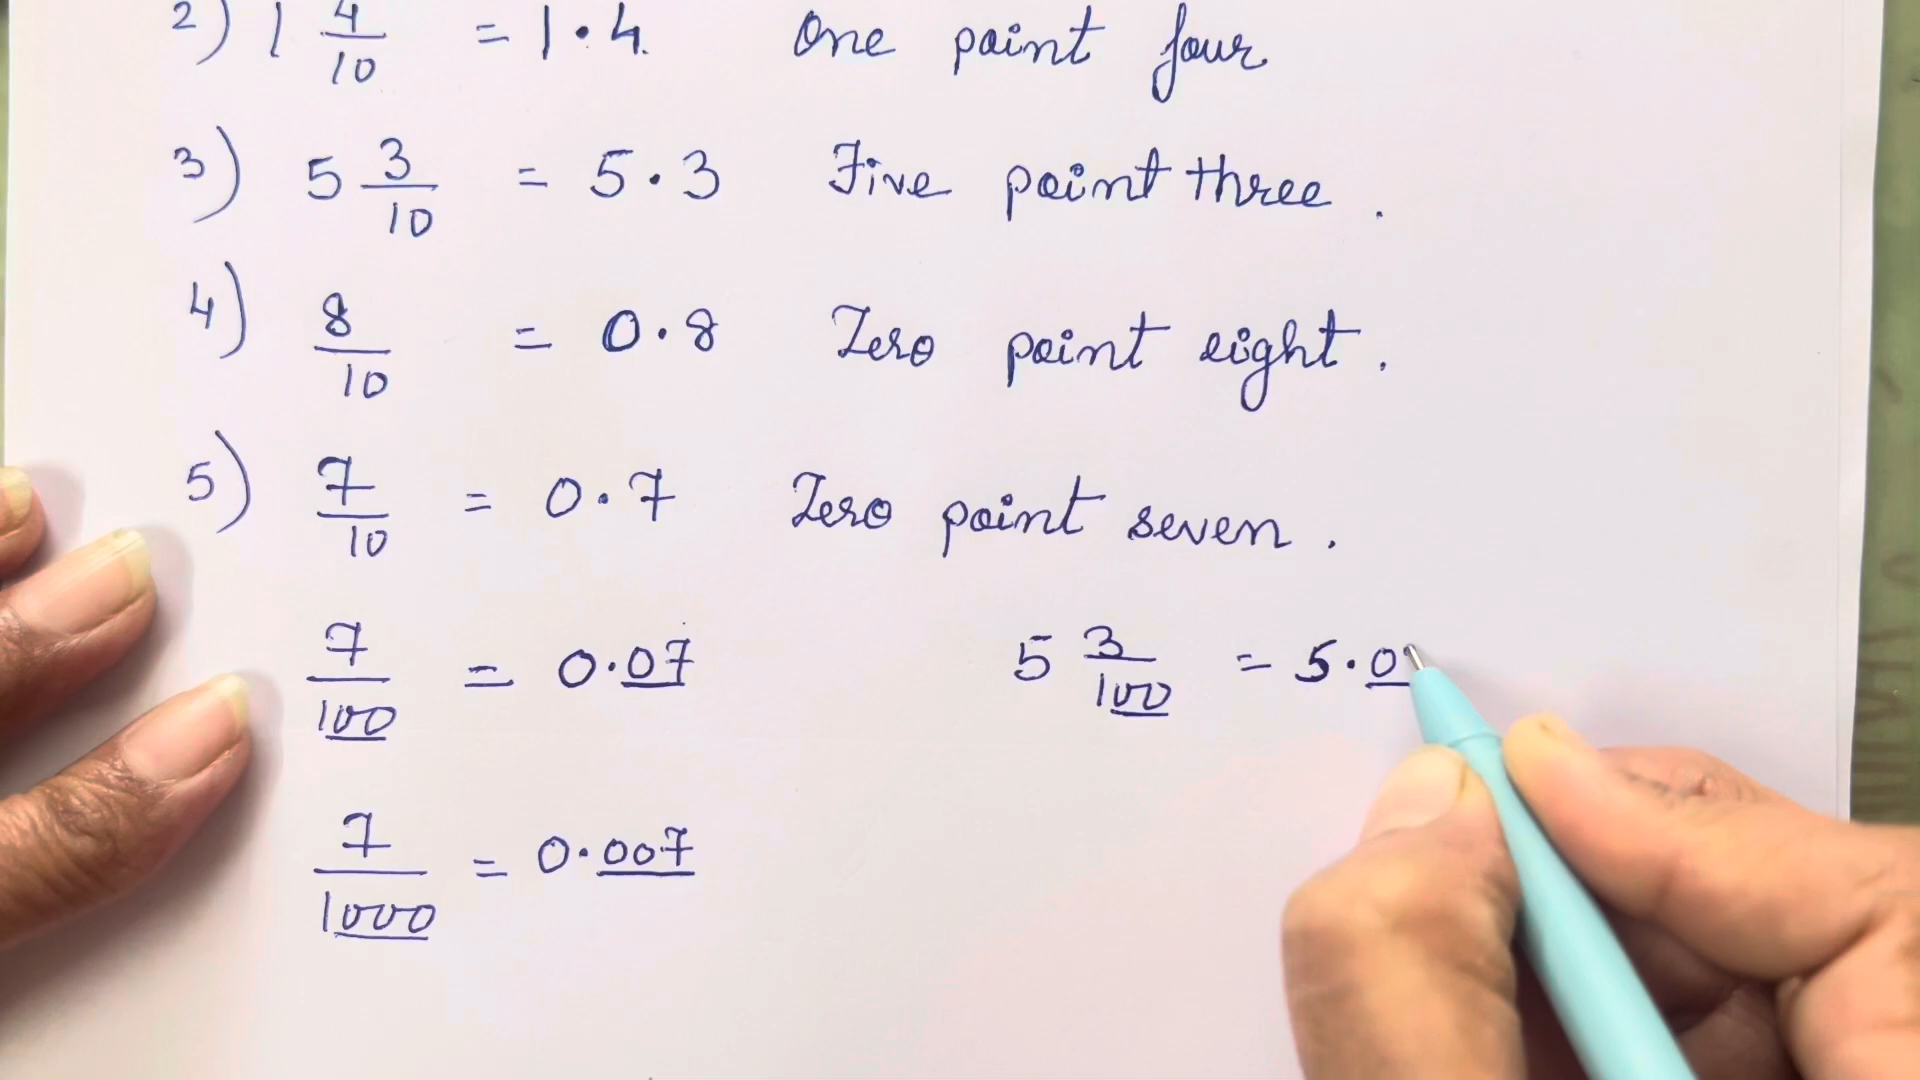 2) 1 4/10 = 1.4 One point four
3) 5 3/10 = 5.3 Five point three.
4) 8/10 = 0.8 Zero point eight.
5) 7/10 = 0.7 Zero point seven.
7/100 = 0.07 5 3/100 = 5.0
7/1000 = 0.007